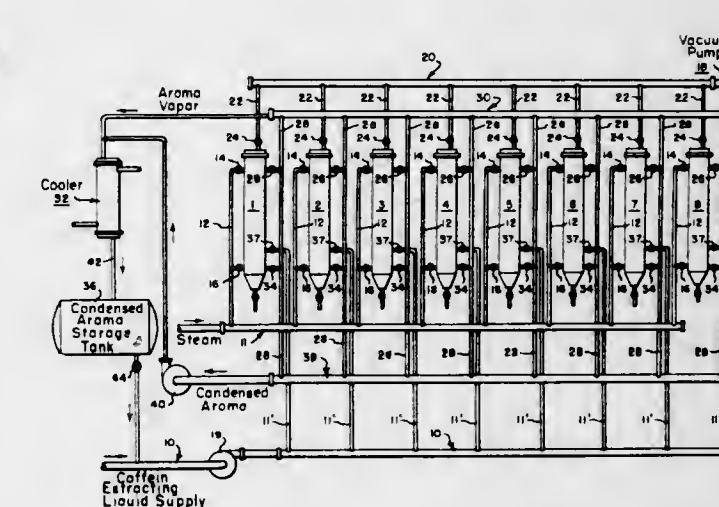 Vacuum
Pump
18
20
22 22 22 22 22 22 22 22
Aroma
Vapor
30
28 28 28 28 28 28 28
24 24 24 24 24 24 24 24
14 14 14 14 14 14 14 14
26 26 26 26 26 26 26
Cooler
32
1 2 3 4 5 6 7 8
12 12 12 12 12 12 12 12
37 37 37 37 37 37 37
42
16 16 16 16 16 16 16 16
34 34 34 34 34 34 34 34
36
Condensed
Aroma
Storage
Tank
Steam
11
28 28 28 28 28 28 28
38
44
40
Condensed
Aroma
11' 11' 11' 11' 11' 11' 11'
10 19 10
Caffein
Extracting
Liquid Supply